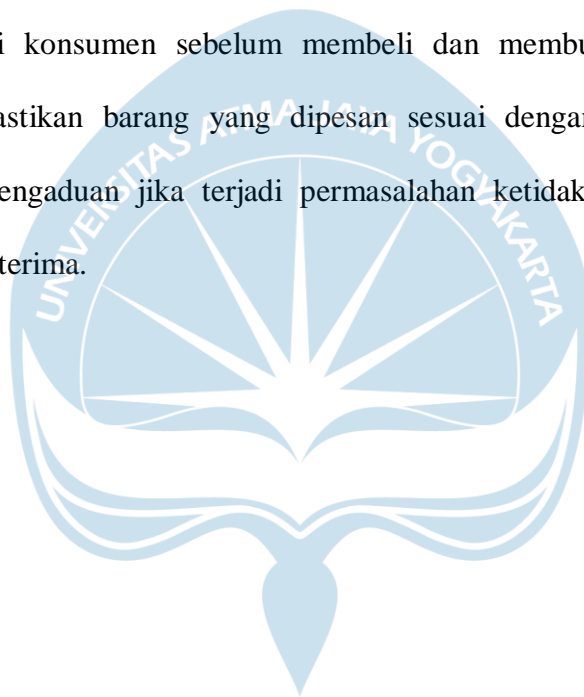 i konsumen sebelum membeli dan membu
astikan barang yang dipesan sesuai dengan
engaduan jika terjadi permasalahan ketidak
terima.
UNIVERSITAS ATMA JAYA YOGYAKARTA